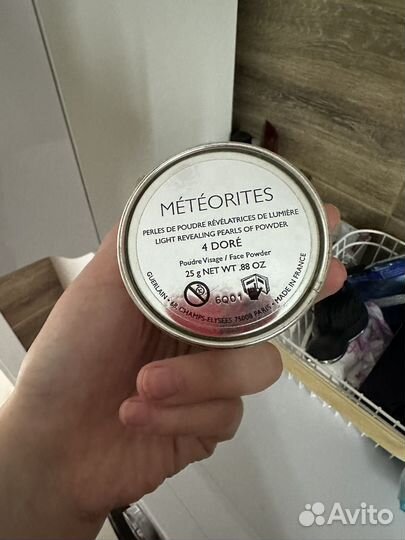 MÉTÉORITES
PERLES DE POUDRE RÉVÉLATRICES DE LUMIÈRE
LIGHT REVEALING PEARLS OF POWDER
4 DORÉ
Poudre Visage / Face Powder
25 g NET WT .88 OZ
6Q01
GUERLAIN • 68, CHAMPS-ELYSÉES 75008 PARIS • MADE IN FRANCE •
Avito